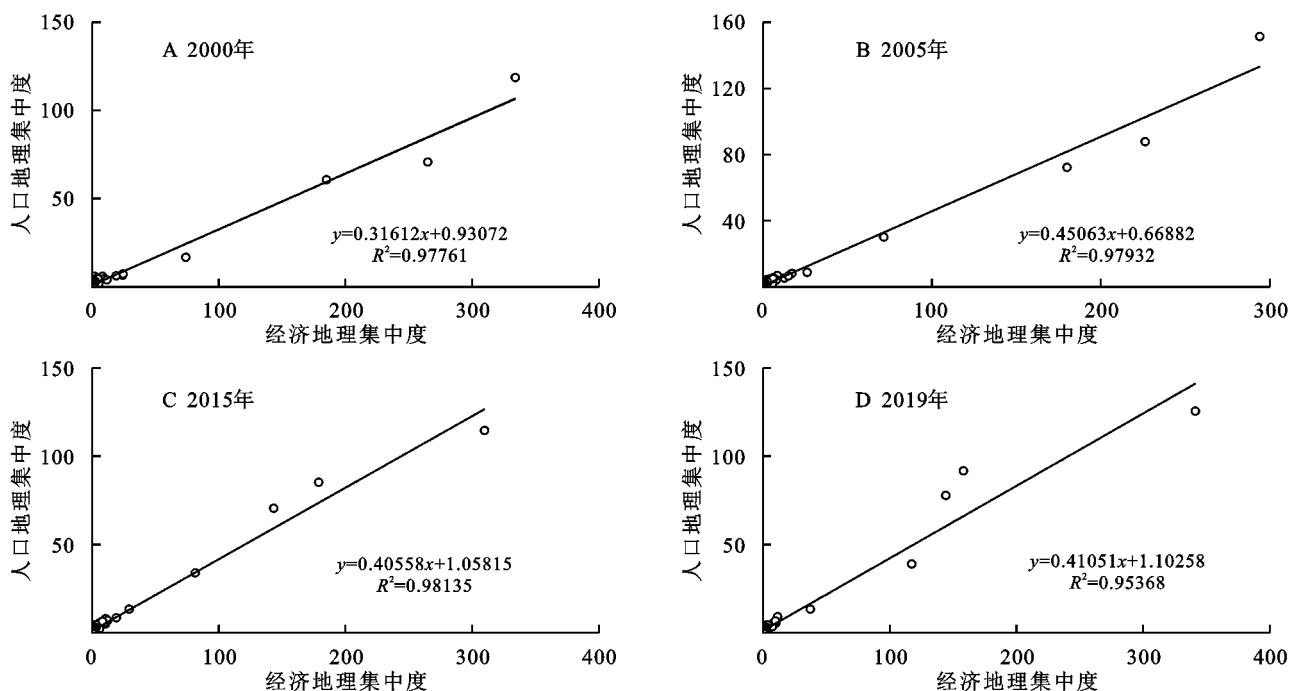 A 2000年
人口地理集中度
150
100
50
0
100
200
300
400
y=0.31612x+0.93072
R²=0.97761
经济地理集中度
B 2005年
人口地理集中度
160
120
80
40
0
100
200
300
y=0.45063x+0.66882
R²=0.97932
经济地理集中度
C 2015年
人口地理集中度
150
100
50
0
100
200
300
400
y=0.40558x+1.05815
R²=0.98135
经济地理集中度
D 2019年
人口地理集中度
150
100
50
0
100
200
300
400
y=0.41051x+1.10258
R²=0.95368
经济地理集中度